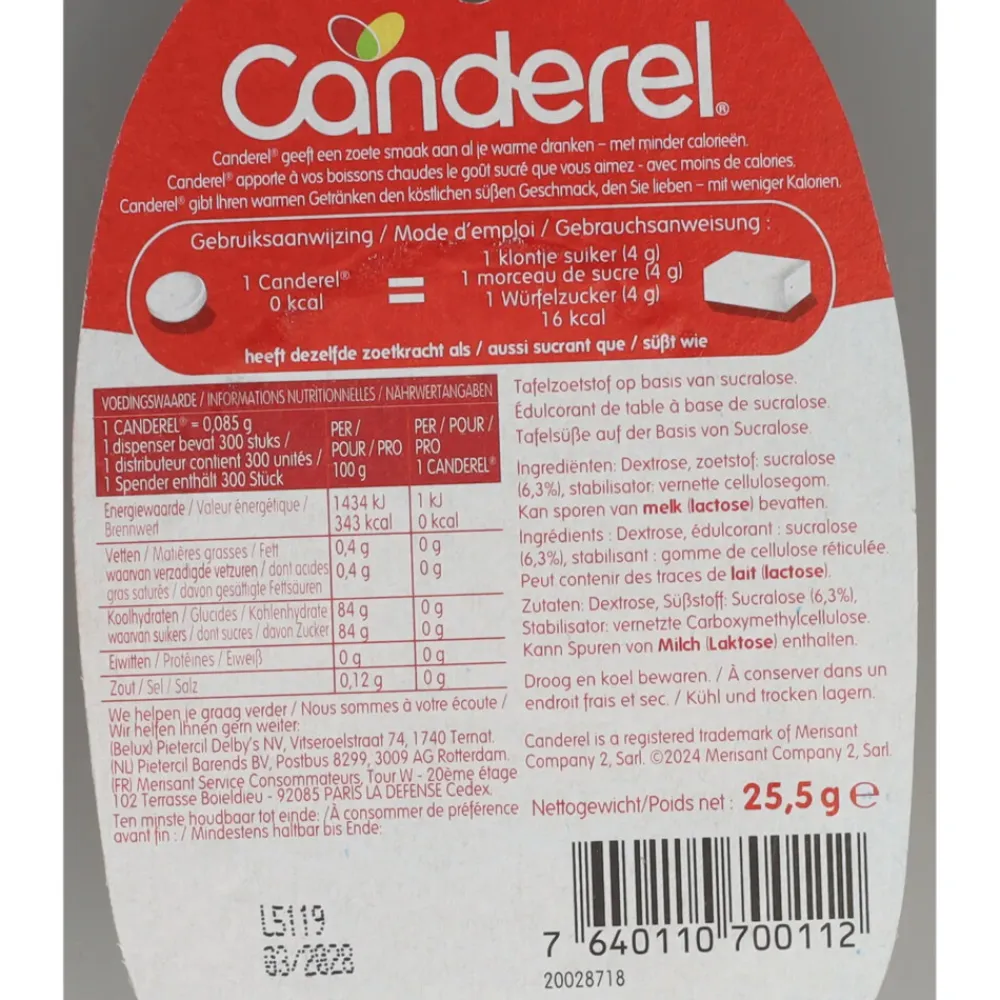 Canderel®
Canderel® geeft een zoete smaak aan al je warme dranken – met minder calorieën.
Canderel® apporte à vos boissons chaudes le goût sucré que vous aimez - avec moins de calories.
Canderel® gibt Ihren warmen Getränken den köstlichen süßen Geschmack, den Sie lieben – mit weniger Kalorien.
Gebruiksaanwijzing / Mode d'emploi / Gebrauchsanweisung :
1 Canderel®
0 kcal
=
1 klontje suiker (4 g)
1 morceau de sucre (4 g)
1 Würfelzucker (4 g)
16 kcal
heeft dezelfde zoetkracht als / aussi sucrant que / süßt wie
VOEDINGSWAARDE / INFORMATIONS NUTRITIONNELLES / NÄHRWERTANGABEN
1 CANDEREL® = 0,085 g
1 dispenser bevat 300 stuks /
1 distributeur contient 300 unités /
1 Spender enthält 300 Stück
PER /
POUR / PRO
100 g
PER / POUR /
PRO
1 CANDEREL®
Energiewaarde / Valeur énergétique /
Brennwert
1434 kJ
343 kcal
1 kJ
0 kcal
Vetten / Matières grasses / Fett
waarvan verzadigde vetzuren / dont acides
gras saturés / davon gesättigte Fettsäuren
0,4 g
0,4 g
0 g
0 g
Koolhydraten / Glucides / Kohlenhydrate
waarvan suikers / dont sucres / davon Zucker
84 g
84 g
0 g
0 g
Eiwitten / Protéines / Eiweiß
0 g
0 g
Zout / Sel / Salz
0,12 g
0 g
We helpen je graag verder / Nous sommes à votre écoute /
Wir helfen Ihnen gern weiter:
(Belux) Pietercil Delby's NV, Vitseroelstraat 74, 1740 Ternat.
(NL) Pietercil Barends BV, Postbus 8299, 3009 AG Rotterdam.
(FR) Merisant Service Consommateurs, Tour W - 20ème étage
102 Terrasse Boieldieu - 92085 PARIS LA DEFENSE Cedex.
Ten minste houdbaar tot einde: /À consommer de préférence
avant fin : / Mindestens haltbar bis Ende:
L5119
03/2028
Tafelzoetstof op basis van sucralose.
Édulcorant de table à base de sucralose.
Tafelsüße auf der Basis von Sucralose.
Ingrediënten: Dextrose, zoetstof: sucralose
(6,3%), stabilisator: vernette cellulosegom.
Kan sporen van melk (lactose) bevatten.
Ingrédients : Dextrose, édulcorant : sucralose
(6,3%), stabilisant : gomme de cellulose réticulée.
Peut contenir des traces de lait (lactose).
Zutaten: Dextrose, Süßstoff: Sucralose (6,3%),
Stabilisator: vernetzte Carboxymethylcellulose.
Kann Spuren von Milch (Laktose) enthalten.
Droog en koel bewaren. / À conserver dans un
endroit frais et sec. / Kühl und trocken lagern.
Canderel is a registered trademark of Merisant
Company 2, Sarl. ©2024 Merisant Company 2, Sarl.
Nettogewicht/Poids net : 25,5 g ℮
7 640110 700112
20028718